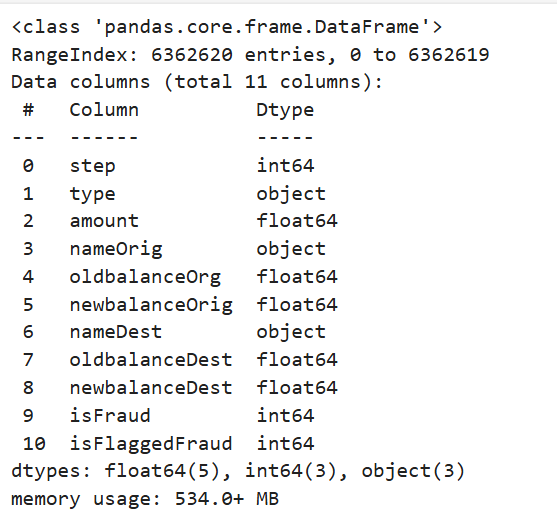 <class 'pandas.core.frame.DataFrame'>
RangeIndex: 6362620 entries, 0 to 6362619
Data columns (total 11 columns):
 #   Column          Dtype
---  ------          -----
 0   step            int64
 1   type            object
 2   amount          float64
 3   nameOrig        object
 4   oldbalanceOrg   float64
 5   newbalanceOrig  float64
 6   nameDest        object
 7   oldbalanceDest  float64
 8   newbalanceDest  float64
 9   isFraud         int64
 10  isFlaggedFraud  int64
dtypes: float64(5), int64(3), object(3)
memory usage: 534.0+ MB